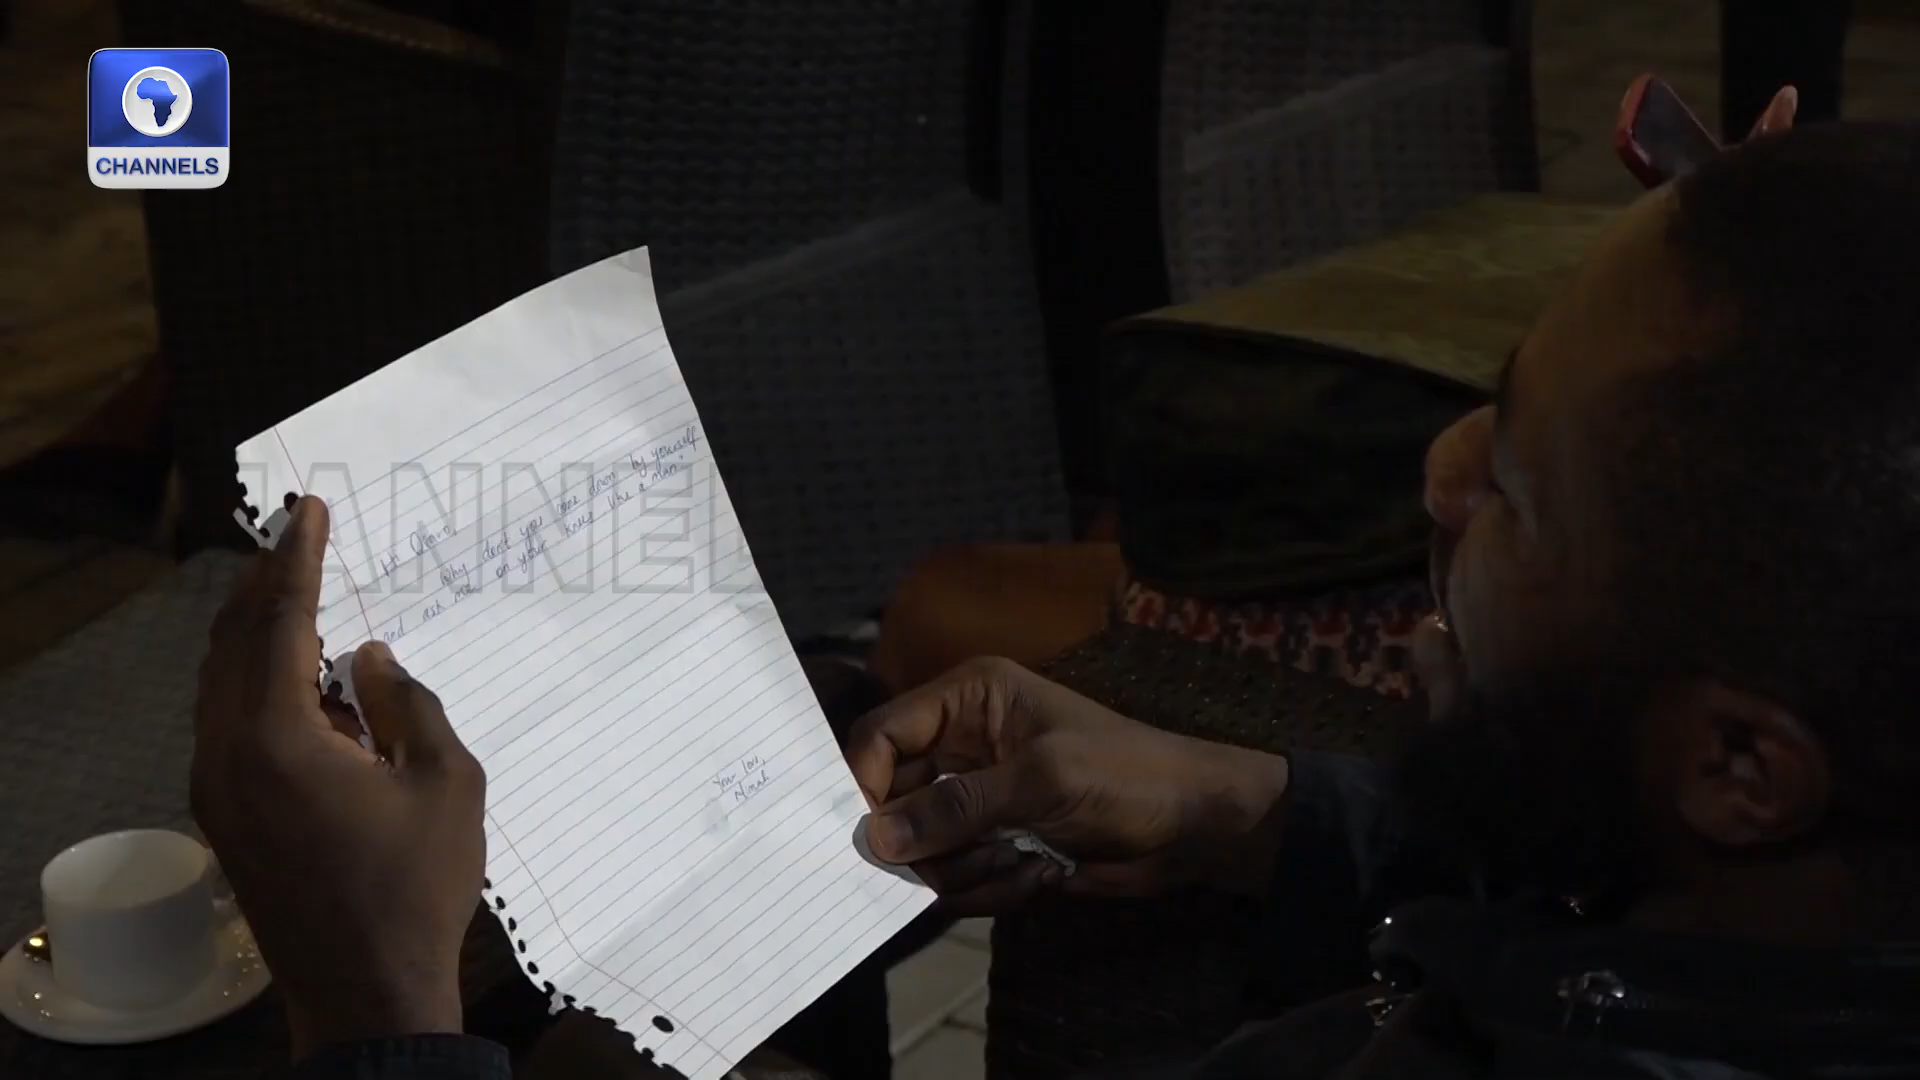 CHANNELS
Hi
Why don't you come down by yourself
and ask me on your knees like a man."
Your love,